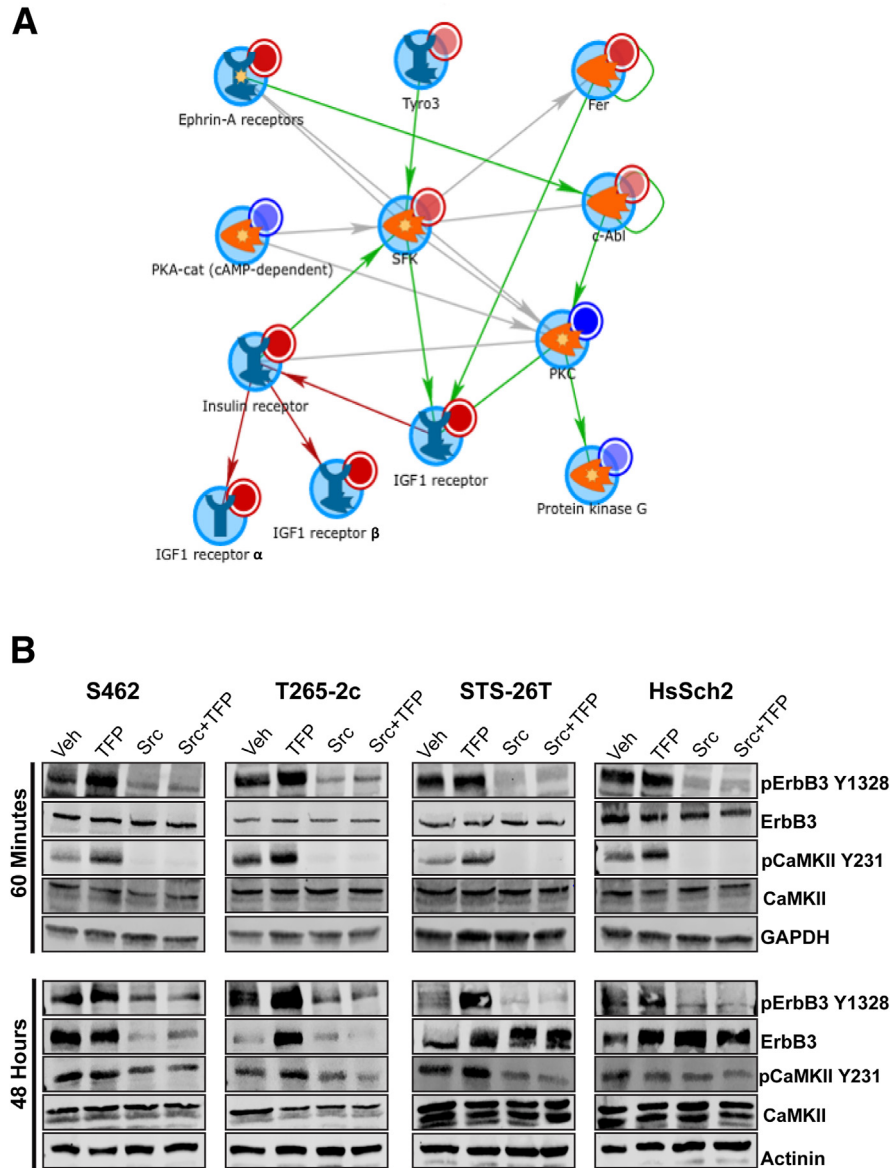 A
Ephrin-A receptors
Tyro3
Fer
PKA-cat (cAMP-dependent)
SFK
c-Abl
Insulin receptor
PKC
IGF1 receptor
Protein kinase G
IGF1 receptor α
IGF1 receptor β
B
S462 T265-2c STS-26T HsSch2
Veh TFP Src Src+TFP Veh TFP Src Src+TFP Veh TFP Src Src+TFP Veh TFP Src Src+TFP
60 Minutes
pErbB3 Y1328
ErbB3
pCaMKII Y231
CaMKII
GAPDH
48 Hours
pErbB3 Y1328
ErbB3
pCaMKII Y231
CaMKII
Actinin